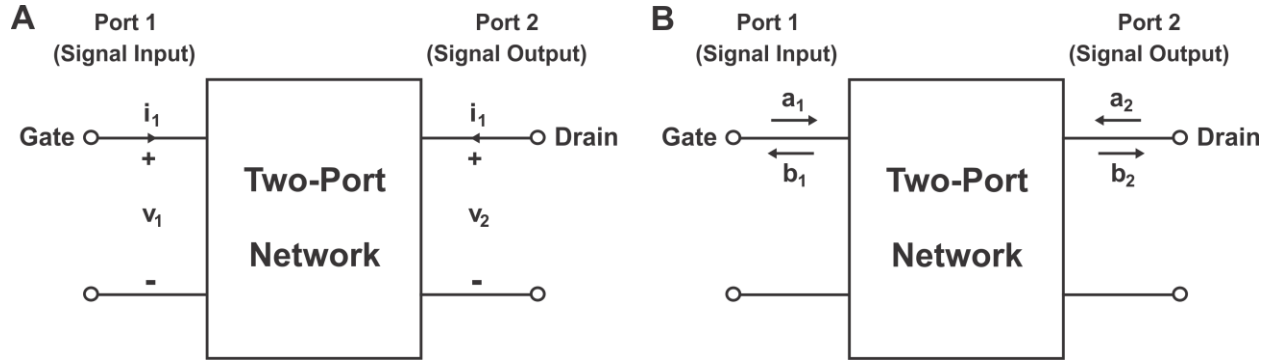 A
Port 1
(Signal Input)
Port 2
(Signal Output)
Gate
i₁
+
v₁
-
Two-Port
Network
i₁
+
v₂
-
Drain
B
Port 1
(Signal Input)
Port 2
(Signal Output)
Gate
a₁
b₁
Two-Port
Network
a₂
b₂
Drain